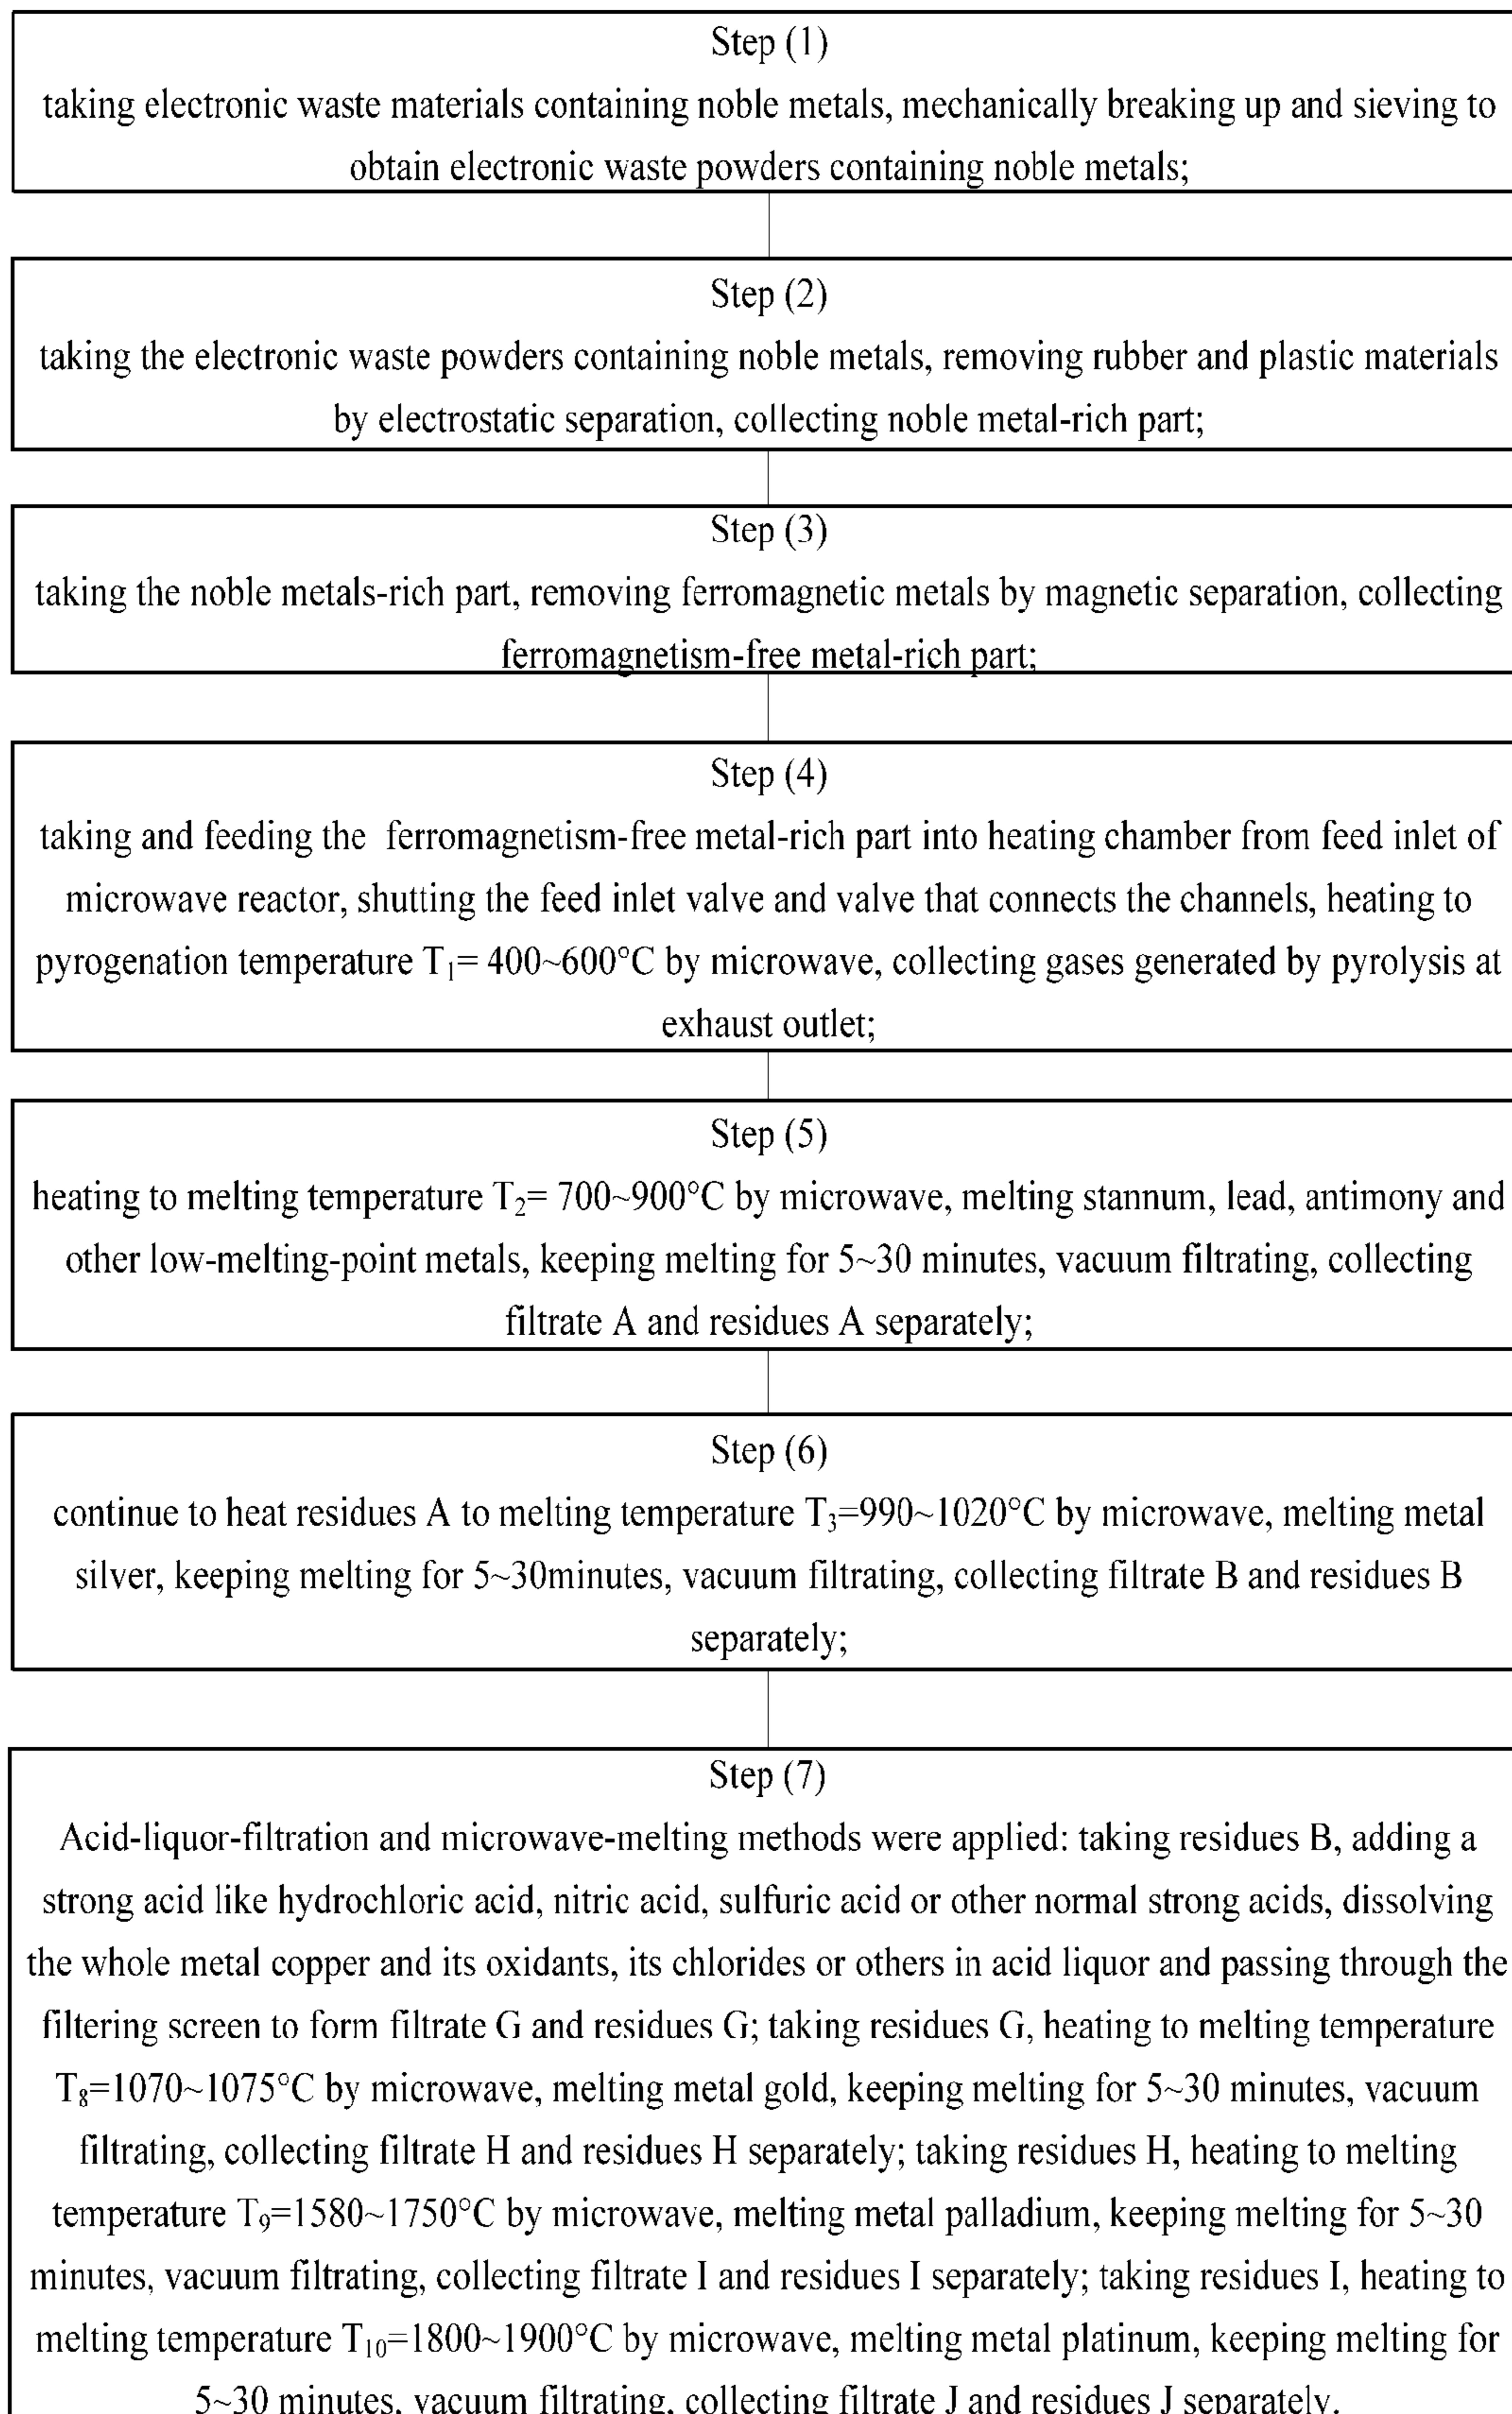 Step (1)
taking electronic waste materials containing noble metals, mechanically breaking up and sieving to
obtain electronic waste powders containing noble metals;
Step (2)
taking the electronic waste powders containing noble metals, removing rubber and plastic materials
by electrostatic separation, collecting noble metal-rich part;
Step (3)
taking the noble metals-rich part, removing ferromagnetic metals by magnetic separation, collecting
ferromagnetism-free metal-rich part;
Step (4)
taking and feeding the ferromagnetism-free metal-rich part into heating chamber from feed inlet of
microwave reactor, shutting the feed inlet valve and valve that connects the channels, heating to
pyrogenation temperature T₁= 400~600°C by microwave, collecting gases generated by pyrolysis at
exhaust outlet;
Step (5)
heating to melting temperature T₂= 700~900°C by microwave, melting stannum, lead, antimony and
other low-melting-point metals, keeping melting for 5~30 minutes, vacuum filtrating, collecting
filtrate A and residues A separately;
Step (6)
continue to heat residues A to melting temperature T₃=990~1020°C by microwave, melting metal
silver, keeping melting for 5~30minutes, vacuum filtrating, collecting filtrate B and residues B
separately;
Step (7)
Acid-liquor-filtration and microwave-melting methods were applied: taking residues B, adding a
strong acid like hydrochloric acid, nitric acid, sulfuric acid or other normal strong acids, dissolving
the whole metal copper and its oxidants, its chlorides or others in acid liquor and passing through the
filtering screen to form filtrate G and residues G; taking residues G, heating to melting temperature
T₈=1070~1075°C by microwave, melting metal gold, keeping melting for 5~30 minutes, vacuum
filtrating, collecting filtrate H and residues H separately; taking residues H, heating to melting
temperature T₉=1580~1750°C by microwave, melting metal palladium, keeping melting for 5~30
minutes, vacuum filtrating, collecting filtrate I and residues I separately; taking residues I, heating to
melting temperature T₁₀=1800~1900°C by microwave, melting metal platinum, keeping melting for
5~30 minutes, vacuum filtrating, collecting filtrate J and residues J separately.